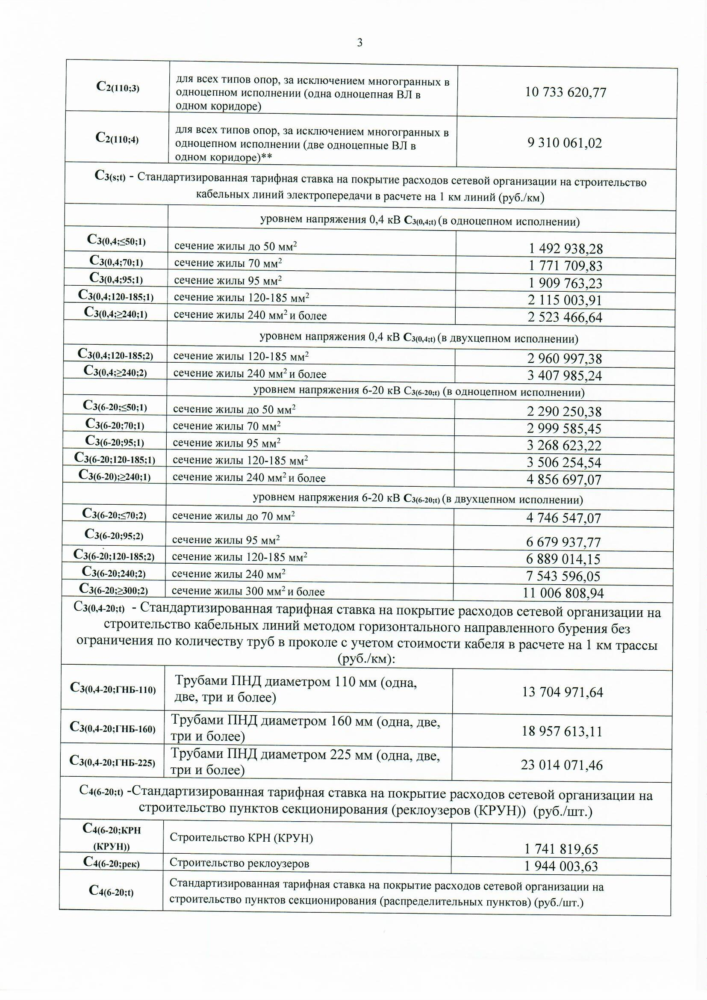 3
С2(110;3)
для всех типов опор, за исключением многогранных в
одноцепном исполнении (одна одноцепная ВЛ в
одном коридоре)
10 733 620,77
С2(110;4)
для всех типов опор, за исключением многогранных в
одноцепном исполнении (две одноцепные ВЛ в
одном коридоре)**
9 310 061,02
С3(s;t) - Стандартизированная тарифная ставка на покрытие расходов сетевой организации на строительство
кабельных линий электропередачи в расчете на 1 км линий (руб./км)
уровнем напряжения 0,4 кВ С3(0,4;t) (в одноцепном исполнении)
С3(0,4;≤50;1) сечение жилы до 50 мм² 1 492 938,28
С3(0,4;70;1) сечение жилы 70 мм² 1 771 709,83
С3(0,4;95;1) сечение жилы 95 мм² 1 909 763,23
С3(0,4;120-185;1) сечение жилы 120-185 мм² 2 115 003,91
С3(0,4;≥240;1) сечение жилы 240 мм² и более 2 523 466,64
уровнем напряжения 0,4 кВ С3(0,4;t) (в двухцепном исполнении)
С3(0,4;120-185;2) сечение жилы 120-185 мм² 2 960 997,38
С3(0,4;≥240;2) сечение жилы 240 мм² и более 3 407 985,24
уровнем напряжения 6-20 кВ С3(6-20;t) (в одноцепном исполнении)
С3(6-20;≤50;1) сечение жилы до 50 мм² 2 290 250,38
С3(6-20;70;1) сечение жилы 70 мм² 2 999 585,45
С3(6-20;95;1) сечение жилы 95 мм² 3 268 623,22
С3(6-20;120-185;1) сечение жилы 120-185 мм² 3 506 254,54
С3(6-20);≥240;1) сечение жилы 240 мм² и более 4 856 697,07
уровнем напряжения 6-20 кВ С3(6-20;t) (в двухцепном исполнении)
С3(6-20;≤70;2) сечение жилы до 70 мм² 4 746 547,07
С3(6-20;95;2) сечение жилы 95 мм² 6 679 937,77
С3(6-20;120-185;2) сечение жилы 120-185 мм² 6 889 014,15
С3(6-20;240;2) сечение жилы 240 мм² 7 543 596,05
С3(6-20;≥300;2) сечение жилы 300 мм² и более 11 006 808,94
С3(0,4-20;t) - Стандартизированная тарифная ставка на покрытие расходов сетевой организации на
строительство кабельных линий методом горизонтального направленного бурения без
ограничения по количеству труб в проколе с учетом стоимости кабеля в расчете на 1 км трассы
(руб./км):
С3(0,4-20;ГНБ-110)
Трубами ПНД диаметром 110 мм (одна,
две, три и более)
13 704 971,64
С3(0,4-20;ГНБ-160)
Трубами ПНД диаметром 160 мм (одна, две,
три и более)
18 957 613,11
С3(0,4-20;ГНБ-225)
Трубами ПНД диаметром 225 мм (одна, две,
три и более)
23 014 071,46
С4(6-20;t) -Стандартизированная тарифная ставка на покрытие расходов сетевой организации на
строительство пунктов секционирования (реклоузеров (КРУН)) (руб./шт.)
С4(6-20;КРН
(КРУН))
Строительство КРН (КРУН)
1 741 819,65
С4(6-20;рек) Строительство реклоузеров 1 944 003,63
С4(6-20;t)
Стандартизированная тарифная ставка на покрытие расходов сетевой организации на
строительство пунктов секционирования (распределительных пунктов) (руб./шт.)